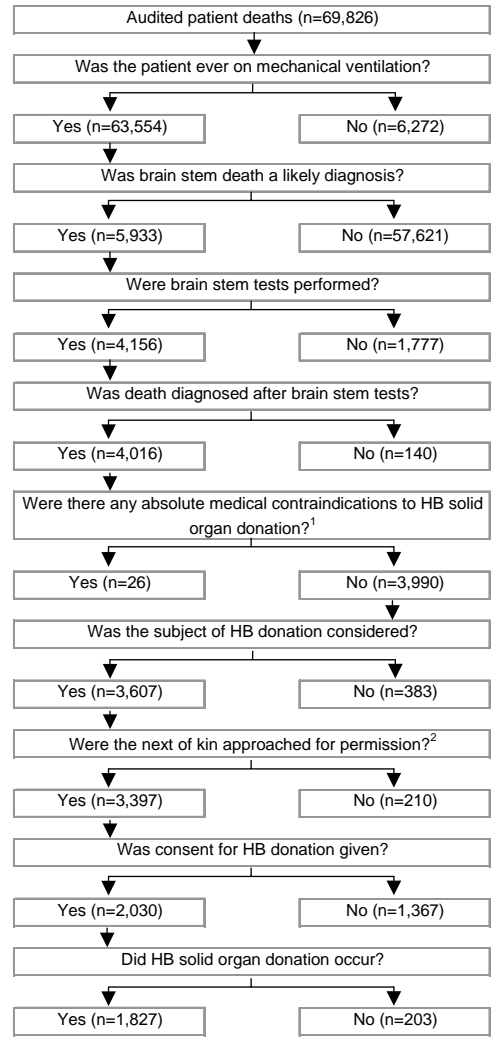 Audited patient deaths (n=69,826)
Was the patient ever on mechanical ventilation?
Yes (n=63,554)
No (n=6,272)
Was brain stem death a likely diagnosis?
Yes (n=5,933)
No (n=57,621)
Were brain stem tests performed?
Yes (n=4,156)
No (n=1,777)
Was death diagnosed after brain stem tests?
Yes (n=4,016)
No (n=140)
Were there any absolute medical contraindications to HB solid
organ donation?¹
Yes (n=26)
No (n=3,990)
Was the subject of HB donation considered?
Yes (n=3,607)
No (n=383)
Were the next of kin approached for permission?²
Yes (n=3,397)
No (n=210)
Was consent for HB donation given?
Yes (n=2,030)
No (n=1,367)
Did HB solid organ donation occur?
Yes (n=1,827)
No (n=203)